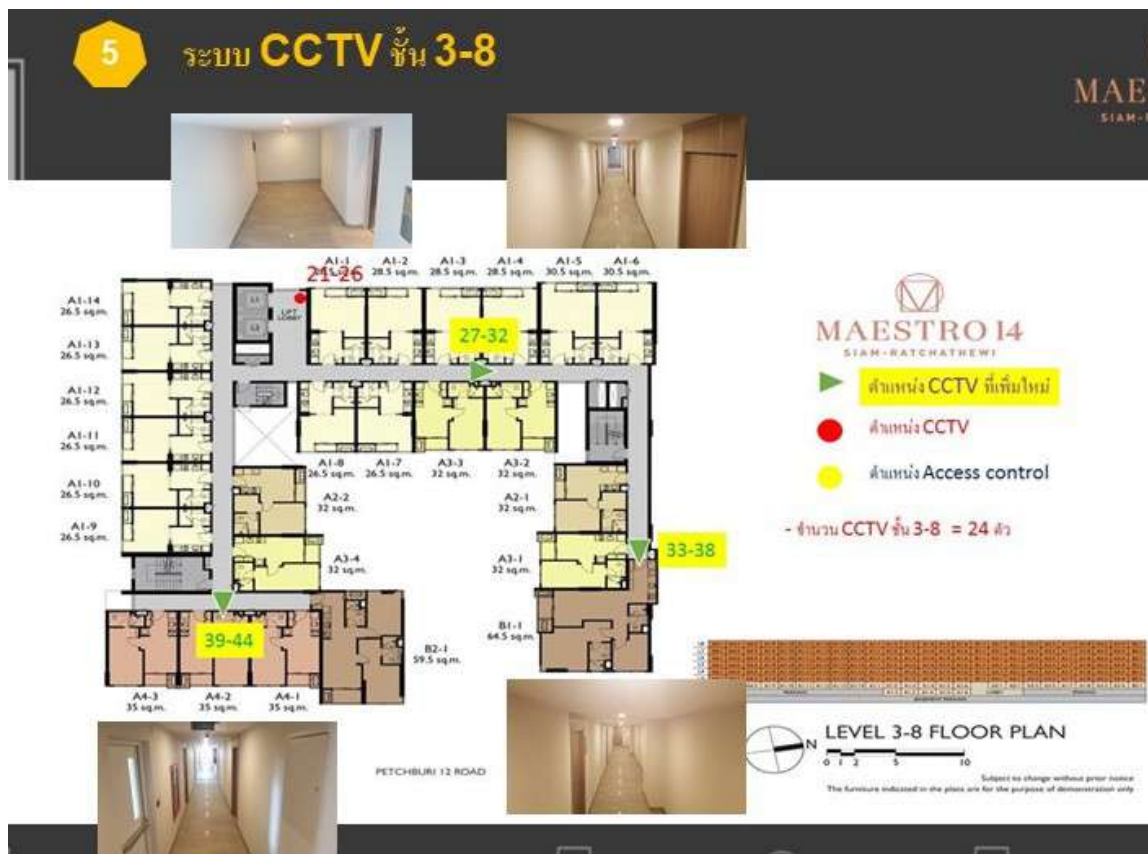 5
ระบบ CCTV ชั้น 3-8
MAE
SIAM-
A1-1
28.5 sq.m.
A1-2
28.5 sq.m.
A1-3
28.5 sq.m.
A1-4
28.5 sq.m.
A1-5
30.5 sq.m.
A1-6
30.5 sq.m.
21-26
LIFT
LOBBY
L1
L2
A1-14
26.5 sq.m.
A1-13
26.5 sq.m.
A1-12
26.5 sq.m.
A1-11
26.5 sq.m.
A1-10
26.5 sq.m.
A1-9
26.5 sq.m.
27-32
A1-8
26.5 sq.m.
A1-7
26.5 sq.m.
A3-3
32 sq.m.
A3-2
32 sq.m.
A2-2
32 sq.m.
A2-1
32 sq.m.
A3-4
32 sq.m.
A3-1
32 sq.m.
33-38
39-44
B2-1
59.5 sq.m.
B1-1
64.5 sq.m.
A4-3
35 sq.m.
A4-2
35 sq.m.
A4-1
35 sq.m.
PETCHBURI 12 ROAD
MAESTRO 14
SIAM-RATCHATHEWI
ตำแหน่ง CCTV ที่เพิ่มใหม่
ตำแหน่ง CCTV
ตำแหน่ง Access control
- จำนวน CCTV ชั้น 3-8 = 24 ตัว
N
LEVEL 3-8 FLOOR PLAN
0 1 2 5 10
Subject to change without prior notice
The furniture indicated in the plans are for the purpose of demonstration only